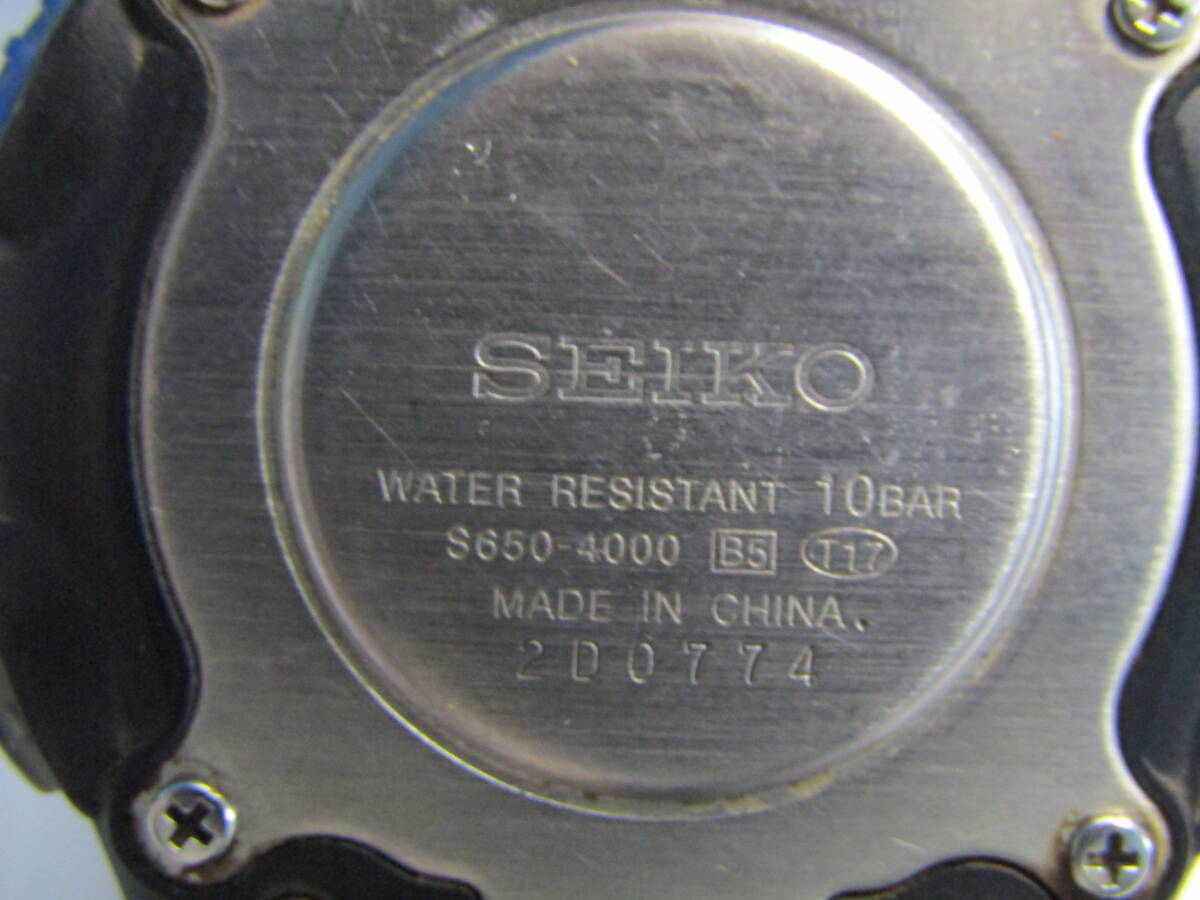 SEIKO
WATER RESISTANT 10BAR
S650-4000 B5 T17
MADE IN CHINA.
2D0774